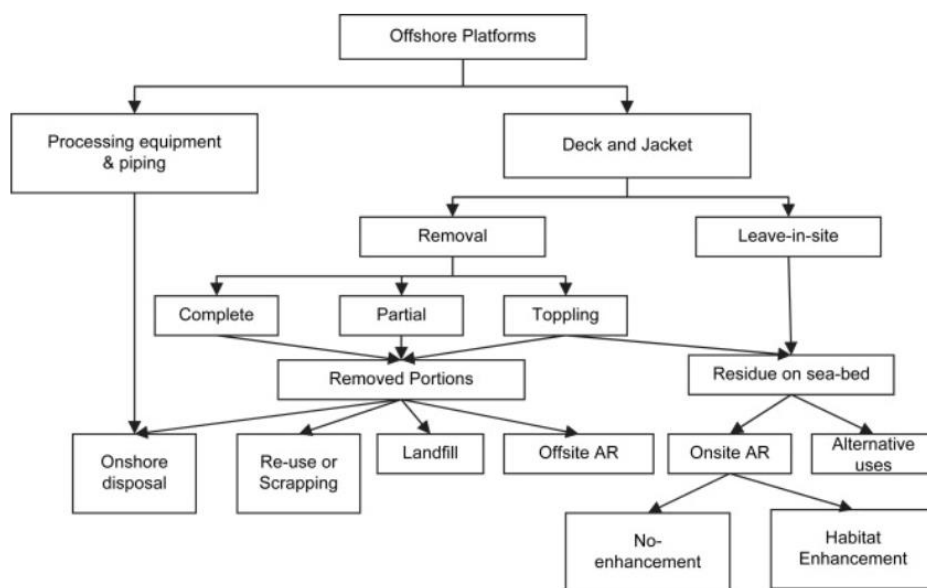 Offshore Platforms
Processing equipment
& piping
Deck and Jacket
Removal
Leave-in-site
Complete
Partial
Toppling
Removed Portions
Residue on sea-bed
Onshore
disposal
Re-use or
Scrapping
Landfill
Offsite AR
Onsite AR
Alternative
uses
No-
enhancement
Habitat
Enhancement